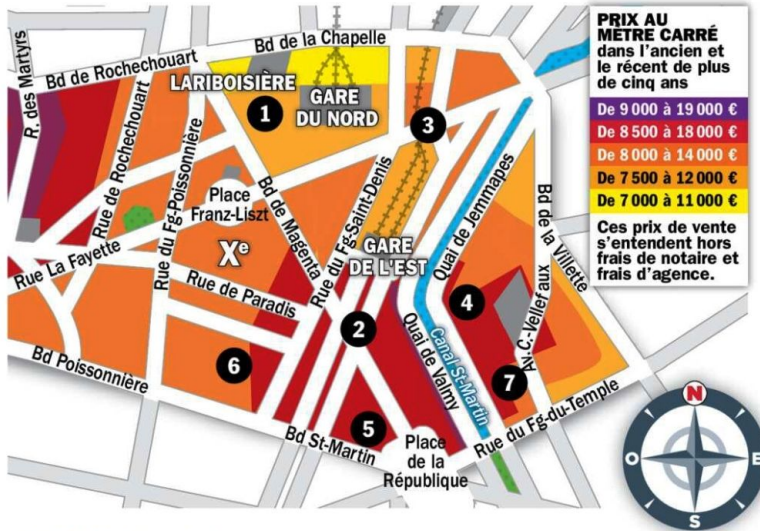 R. des Martyrs
Bd de Rochechouart
Bd de la Chapelle
LARIBOISIÈRE
1
GARE
DU NORD
3
Rue de Rochechouart
Rue du Fg-Poissonnière
Place
Franz-Liszt
Bd de Magenta
Rue du Fg-Saint-Denis
Quai de Jemmapes
Bd de la Villette
Xe
GARE
DE L'EST
Rue La Fayette
Rue de Paradis
2
4
Quai de Valmy
Canal St-Martin
Av. C.-Vellefaux
6
7
Bd Poissonnière
5
Bd St-Martin
Place
de la
République
Rue du Fg-du-Temple
PRIX AU
MÈTRE CARRÉ
dans l'ancien et
le récent de plus
de cinq ans
De 9 000 à 19 000 €
De 8 500 à 18 000 €
De 8 000 à 14 000 €
De 7 500 à 12 000 €
De 7 000 à 11 000 €
Ces prix de vente
s'entendent hors
frais de notaire et
frais d'agence.
N
O
E
S